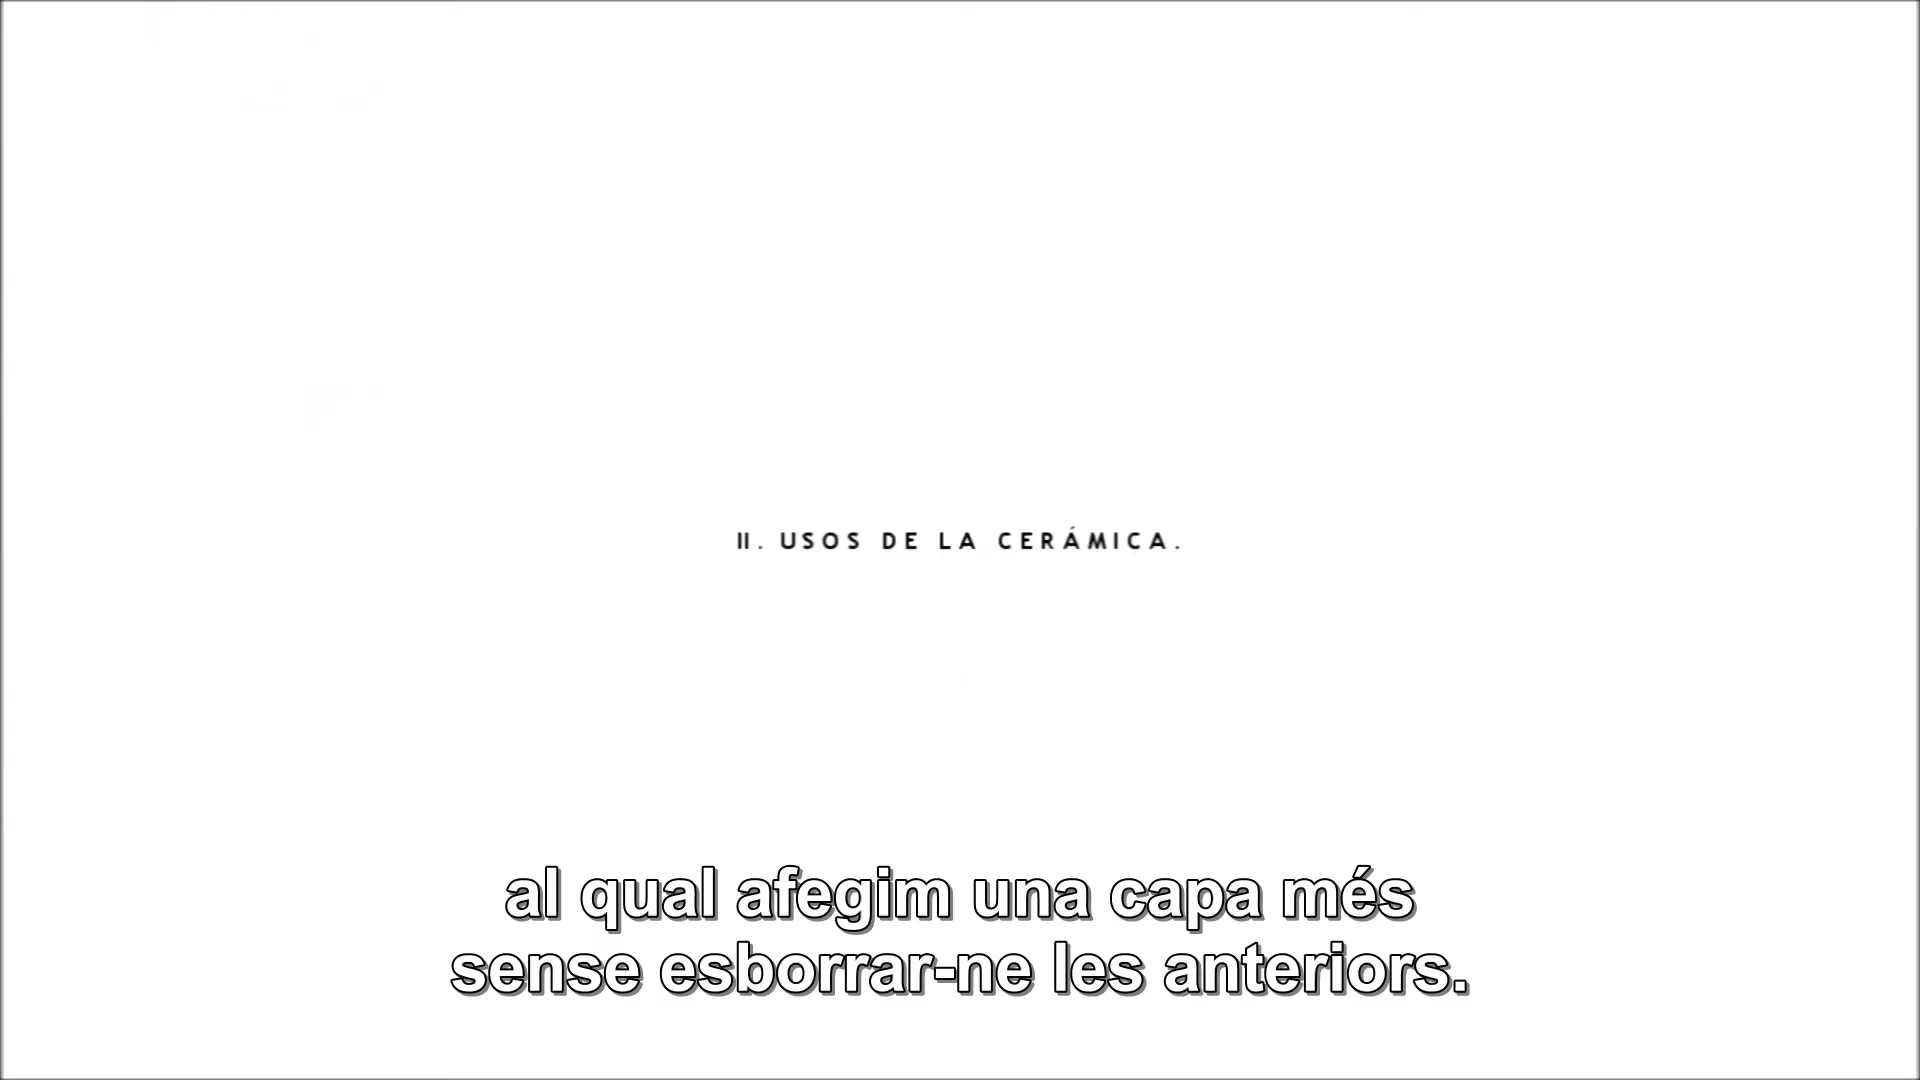 II. USOS DE LA CERÁMICA.
al qual afegim una capa més
sense esborrar-ne les anteriors.